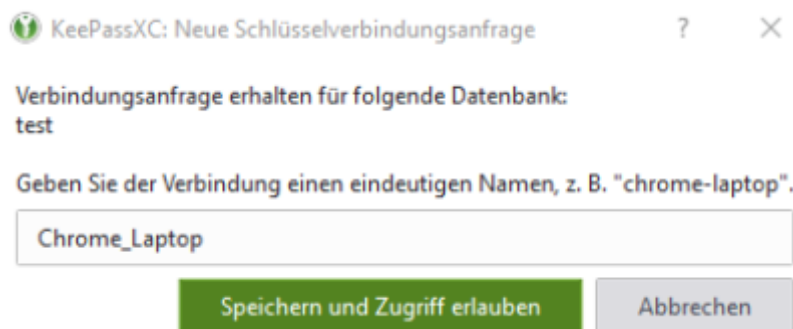 KeePassXC: Neue Schlüsselverbindungsanfrage ? ×
Verbindungsanfrage erhalten für folgende Datenbank:
test
Geben Sie der Verbindung einen eindeutigen Namen, z. B. "chrome-laptop".
Chrome_Laptop
Speichern und Zugriff erlauben Abbrechen